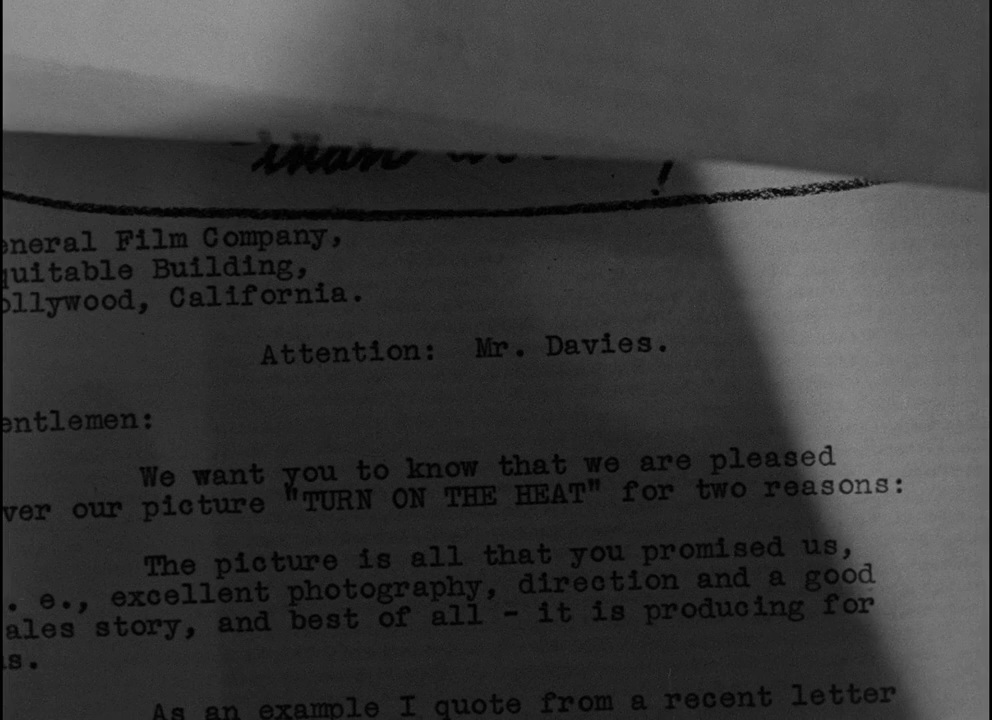 eneral Film Company,
quitable Building,
ollywood, California.
Attention: Mr. Davies.
entlemen:
We want you to know that we are pleased
ver our picture "TURN ON THE HEAT" for two reasons:
The picture is all that you promised us,
. e., excellent photography, direction and a good
ales story, and best of all - it is producing for
us.
As an example I quote from a recent letter